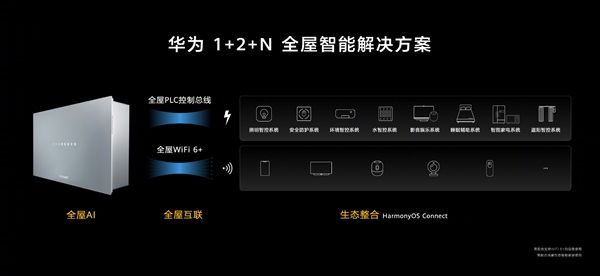 华为 1+2+N 全屋智能解决方案
全屋PLC控制总线
照明智控系统 安全防护系统 环境智控系统 水智控系统 影音娱乐系统 睡眠辅助系统 智能家电系统 遮阳智控系统
全屋WiFi 6+
全屋AI 全屋互联 生态整合 HarmonyOS Connect